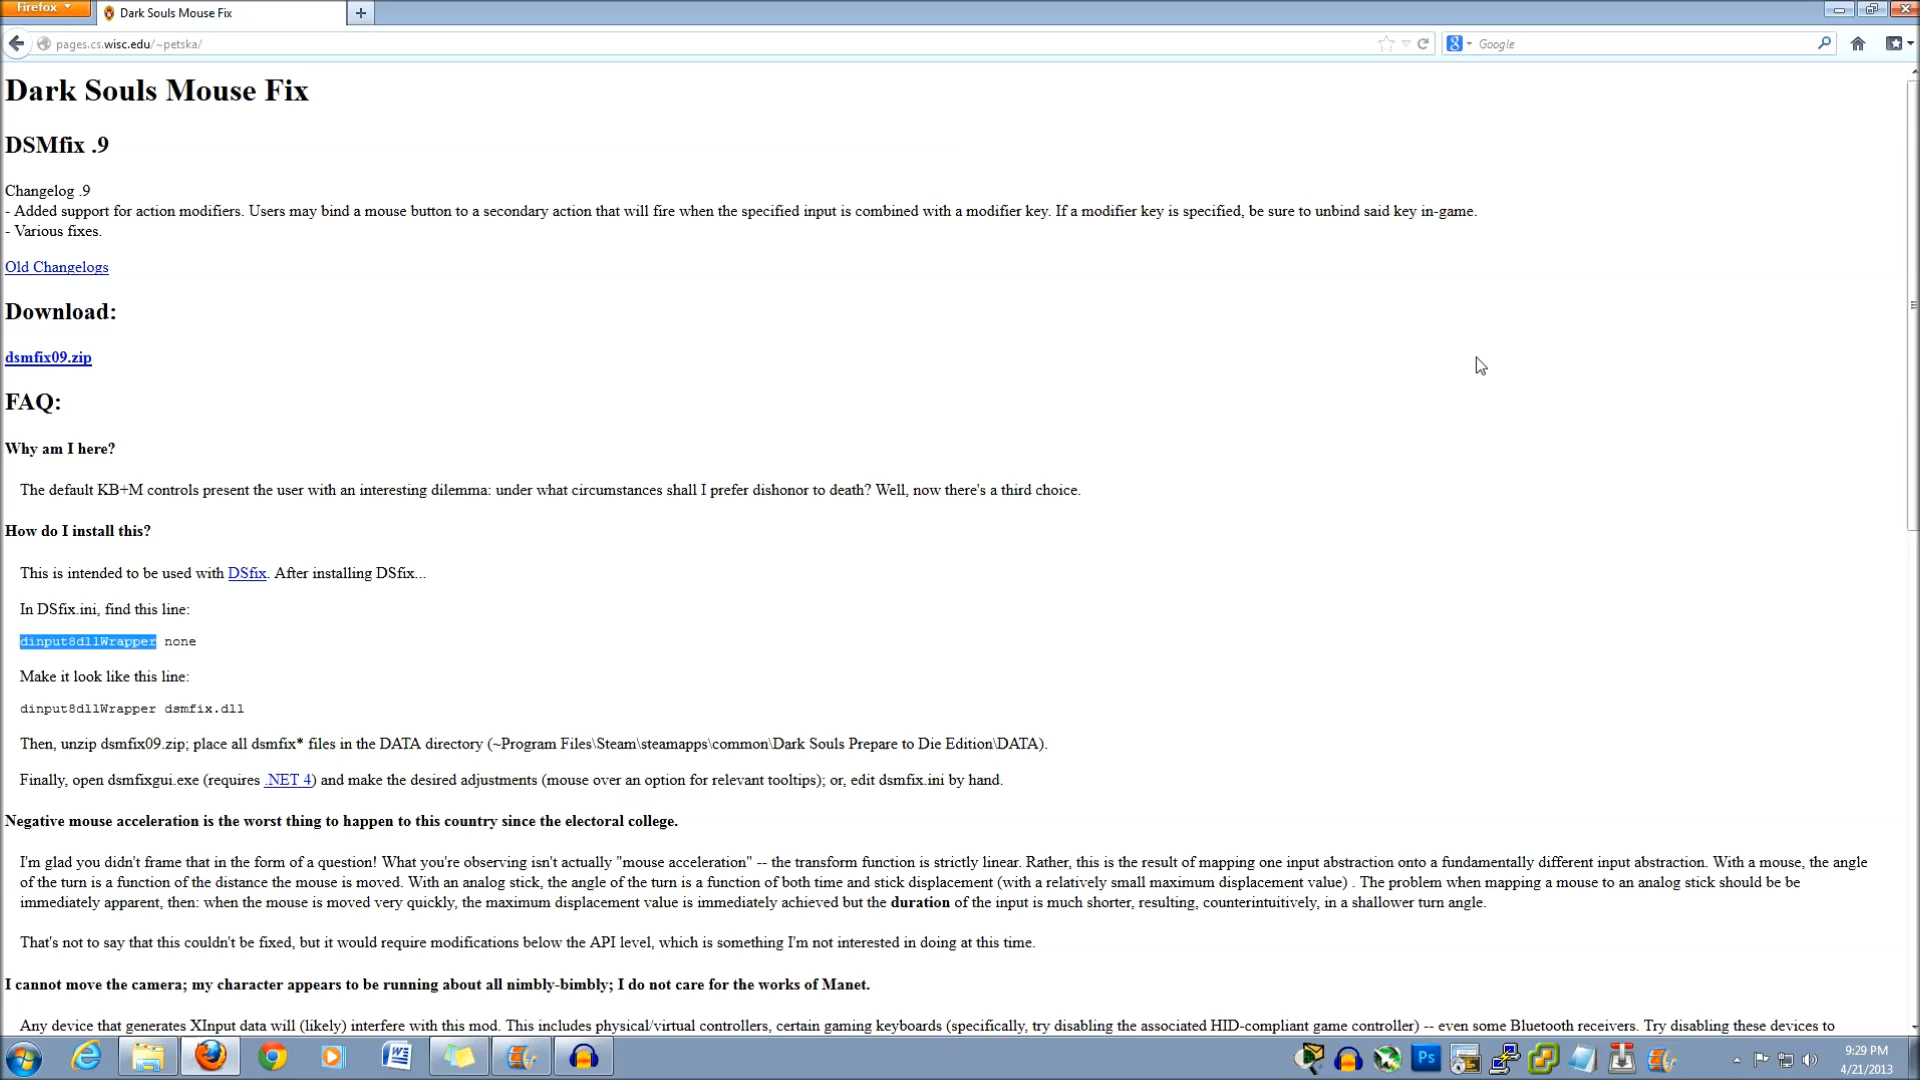 Firefox
Dark Souls Mouse Fix
pages.cs.wisc.edu/~petska/
Google
Dark Souls Mouse Fix
DSMfix .9
Changelog .9
- Added support for action modifiers. Users may bind a mouse button to a secondary action that will fire when the specified input is combined with a modifier key. If a modifier key is specified, be sure to unbind said key in-game.
- Various fixes.
Old Changelogs
Download:
dsmfix09.zip
FAQ:
Why am I here?
The default KB+M controls present the user with an interesting dilemma: under what circumstances shall I prefer dishonor to death? Well, now there's a third choice.
How do I install this?
This is intended to be used with DSfix. After installing DSfix...
In DSfix.ini, find this line:
dinput8dllWrapper none
Make it look like this line:
dinput8dllWrapper dsmfix.dll
Then, unzip dsmfix09.zip; place all dsmfix* files in the DATA directory (~Program Files\Steam\steamapps\common\Dark Souls Prepare to Die Edition\DATA).
Finally, open dsmfixgui.exe (requires .NET 4) and make the desired adjustments (mouse over an option for relevant tooltips); or, edit dsmfix.ini by hand.
Negative mouse acceleration is the worst thing to happen to this country since the electoral college.
I'm glad you didn't frame that in the form of a question! What you're observing isn't actually "mouse acceleration" -- the transform function is strictly linear. Rather, this is the result of mapping one input abstraction onto a fundamentally different input abstraction. With a mouse, the angle
of the turn is a function of the distance the mouse is moved. With an analog stick, the angle of the turn is a function of both time and stick displacement (with a relatively small maximum displacement value) . The problem when mapping a mouse to an analog stick should be be
immediately apparent, then: when the mouse is moved very quickly, the maximum displacement value is immediately achieved but the duration of the input is much shorter, resulting, counterintuitively, in a shallower turn angle.
That's not to say that this couldn't be fixed, but it would require modifications below the API level, which is something I'm not interested in doing at this time.
I cannot move the camera; my character appears to be running about all nimbly-bimbly; I do not care for the works of Manet.
Any device that generates XInput data will (likely) interfere with this mod. This includes physical/virtual controllers, certain gaming keyboards (specifically, try disabling the associated HID-compliant game controller) -- even some Bluetooth receivers. Try disabling these devices to
Ps
9:29 PM
4/21/2013